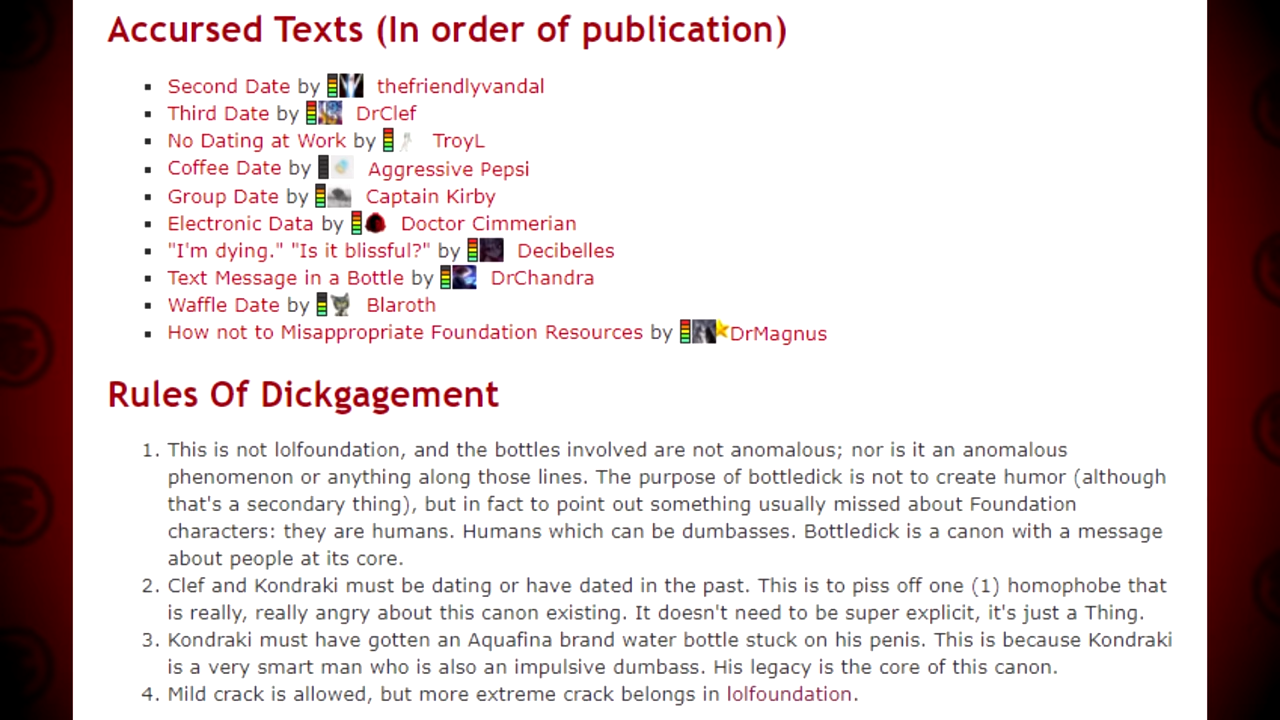 Accursed Texts (In order of publication)
Second Date by thefriendlyvandal
Third Date by DrClef
No Dating at Work by TroyL
Coffee Date by Aggressive Pepsi
Group Date by Captain Kirby
Electronic Data by Doctor Cimmerian
"I'm dying." "Is it blissful?" by Decibelles
Text Message in a Bottle by DrChandra
Waffle Date by Blaroth
How not to Misappropriate Foundation Resources by DrMagnus
Rules Of Dickgagement
1. This is not lolfoundation, and the bottles involved are not anomalous; nor is it an anomalous
phenomenon or anything along those lines. The purpose of bottledick is not to create humor (although
that's a secondary thing), but in fact to point out something usually missed about Foundation
characters: they are humans. Humans which can be dumbasses. Bottledick is a canon with a message
about people at its core.
2. Clef and Kondraki must be dating or have dated in the past. This is to piss off one (1) homophobe that
is really, really angry about this canon existing. It doesn't need to be super explicit, it's just a Thing.
3. Kondraki must have gotten an Aquafina brand water bottle stuck on his penis. This is because Kondraki
is a very smart man who is also an impulsive dumbass. His legacy is the core of this canon.
4. Mild crack is allowed, but more extreme crack belongs in lolfoundation.